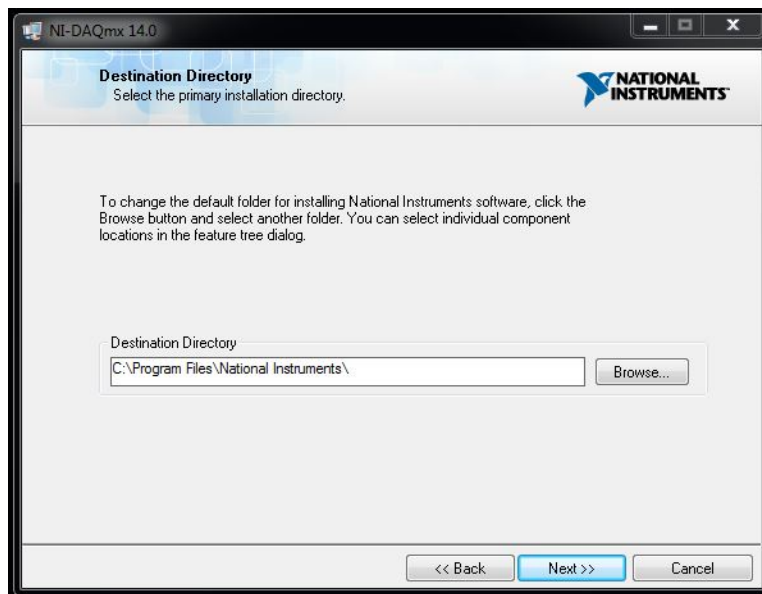 NI-DAQmx 14.0
Destination Directory
Select the primary installation directory.
NATIONAL
INSTRUMENTS™
To change the default folder for installing National Instruments software, click the
Browse button and select another folder. You can select individual component
locations in the feature tree dialog.
Destination Directory
C:\Program Files\National Instruments\
Browse...
<< Back
Next >>
Cancel